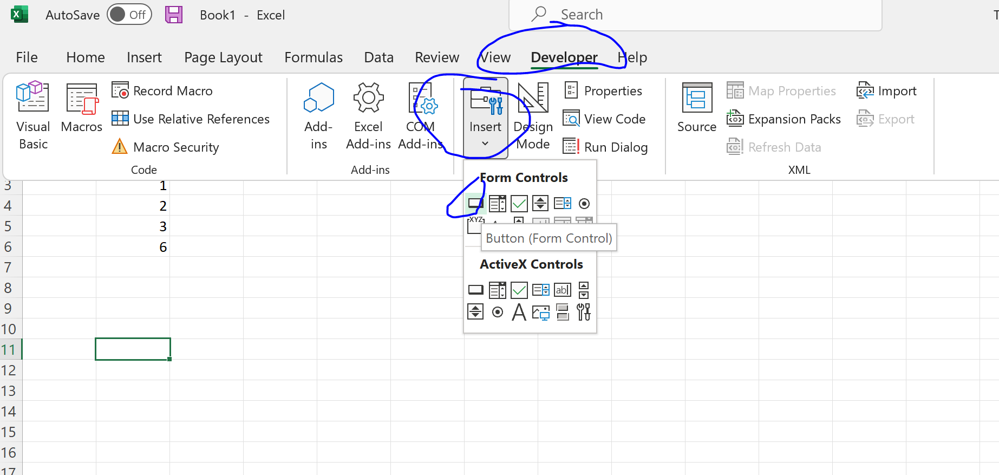 AutoSave Off Book1 - Excel Search
File Home Insert Page Layout Formulas Data Review View Developer Help
Visual Basic
Macros
Record Macro
Use Relative References
Macro Security
Code
Add-ins
Excel Add-ins
COM Add-ins
Add-ins
Insert
Design Mode
Properties
View Code
Run Dialog
Source
Map Properties
Expansion Packs
Refresh Data
Import
Export
XML
Form Controls
XYZ
Button (Form Control)
ActiveX Controls
ab|
A
3 1
4 2
5 3
6 6
7
8
9
10
11
12
13
14
15
16
17